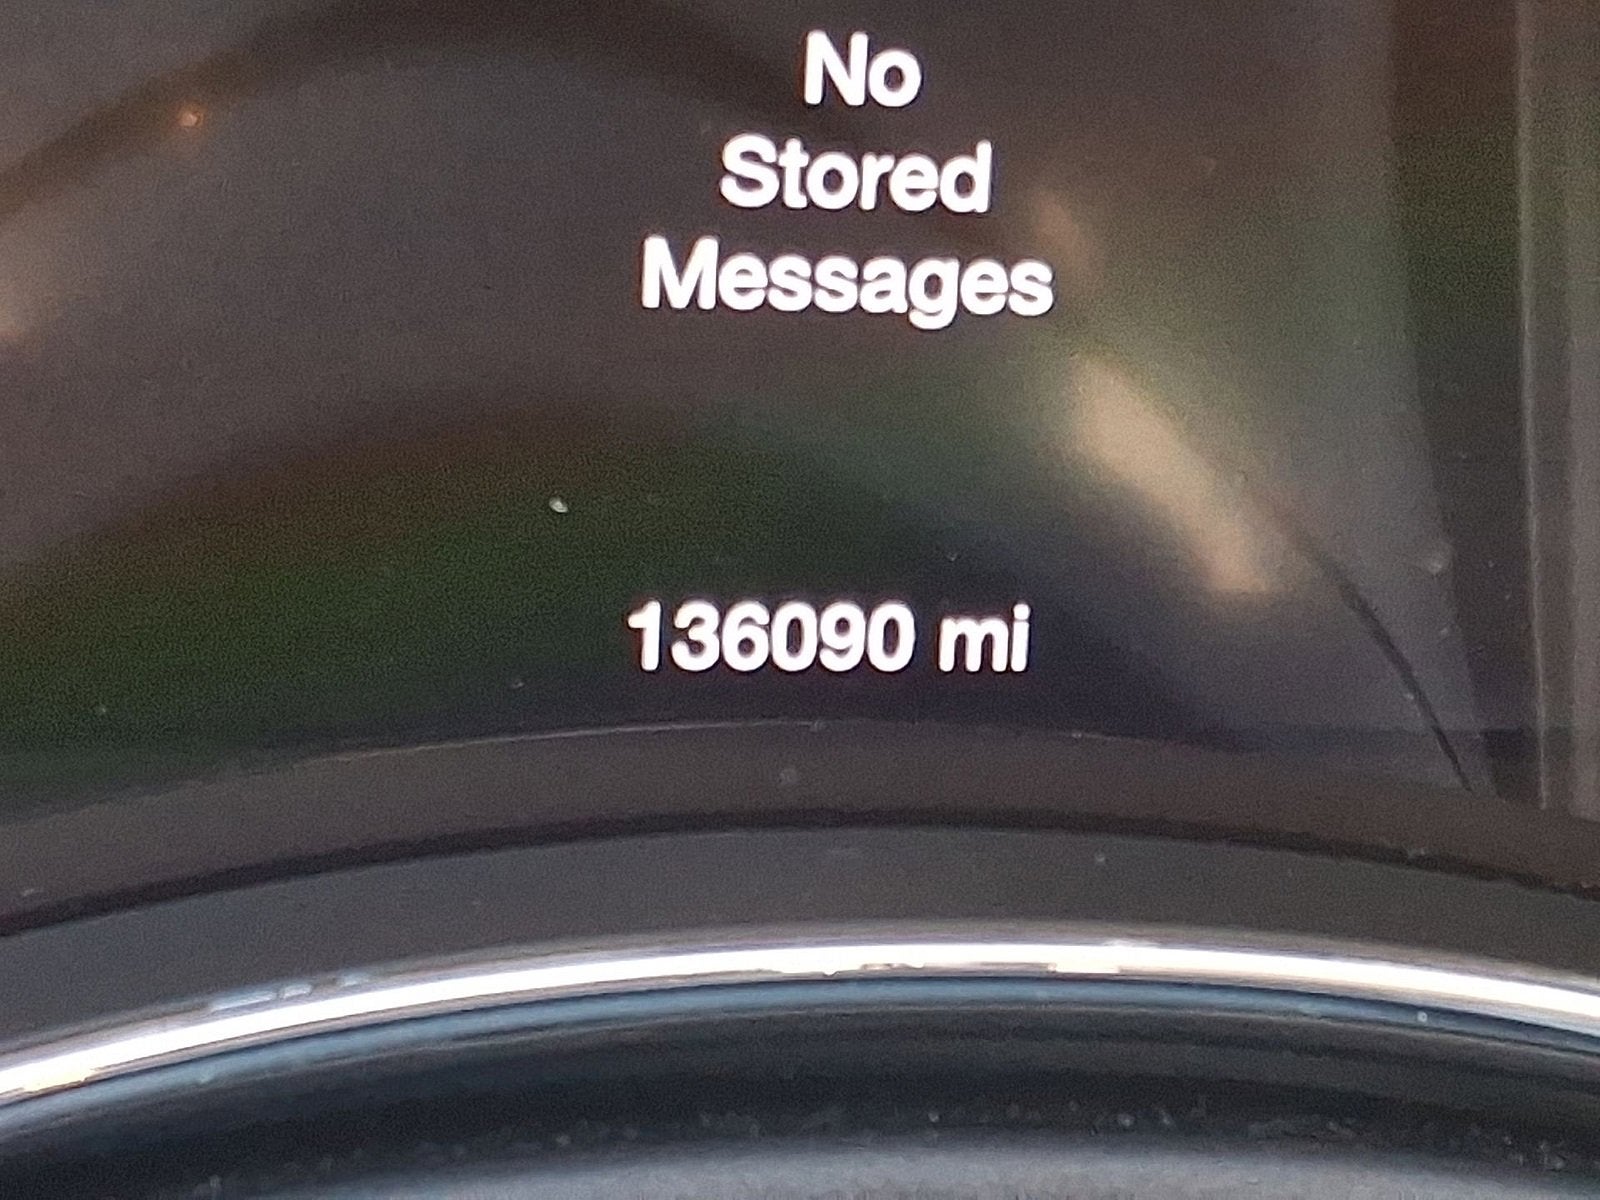 No
Stored
Messages
136090 mi